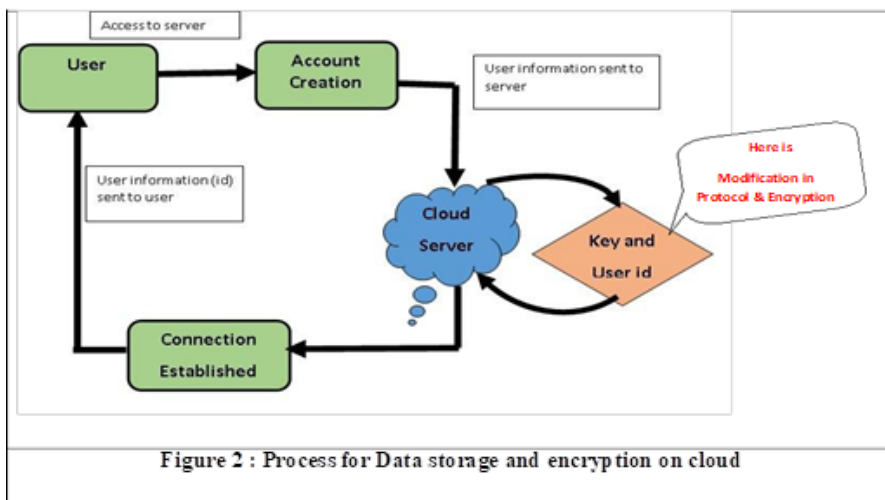 Access to server
User
Account
Creation
User information sent to
server
Here is
Modification in
Protocol & Encryption
User information (id)
sent to user
Cloud
Server
Key and
User id
Connection
Established
Figure 2 : Process for Data storage and encryption on cloud